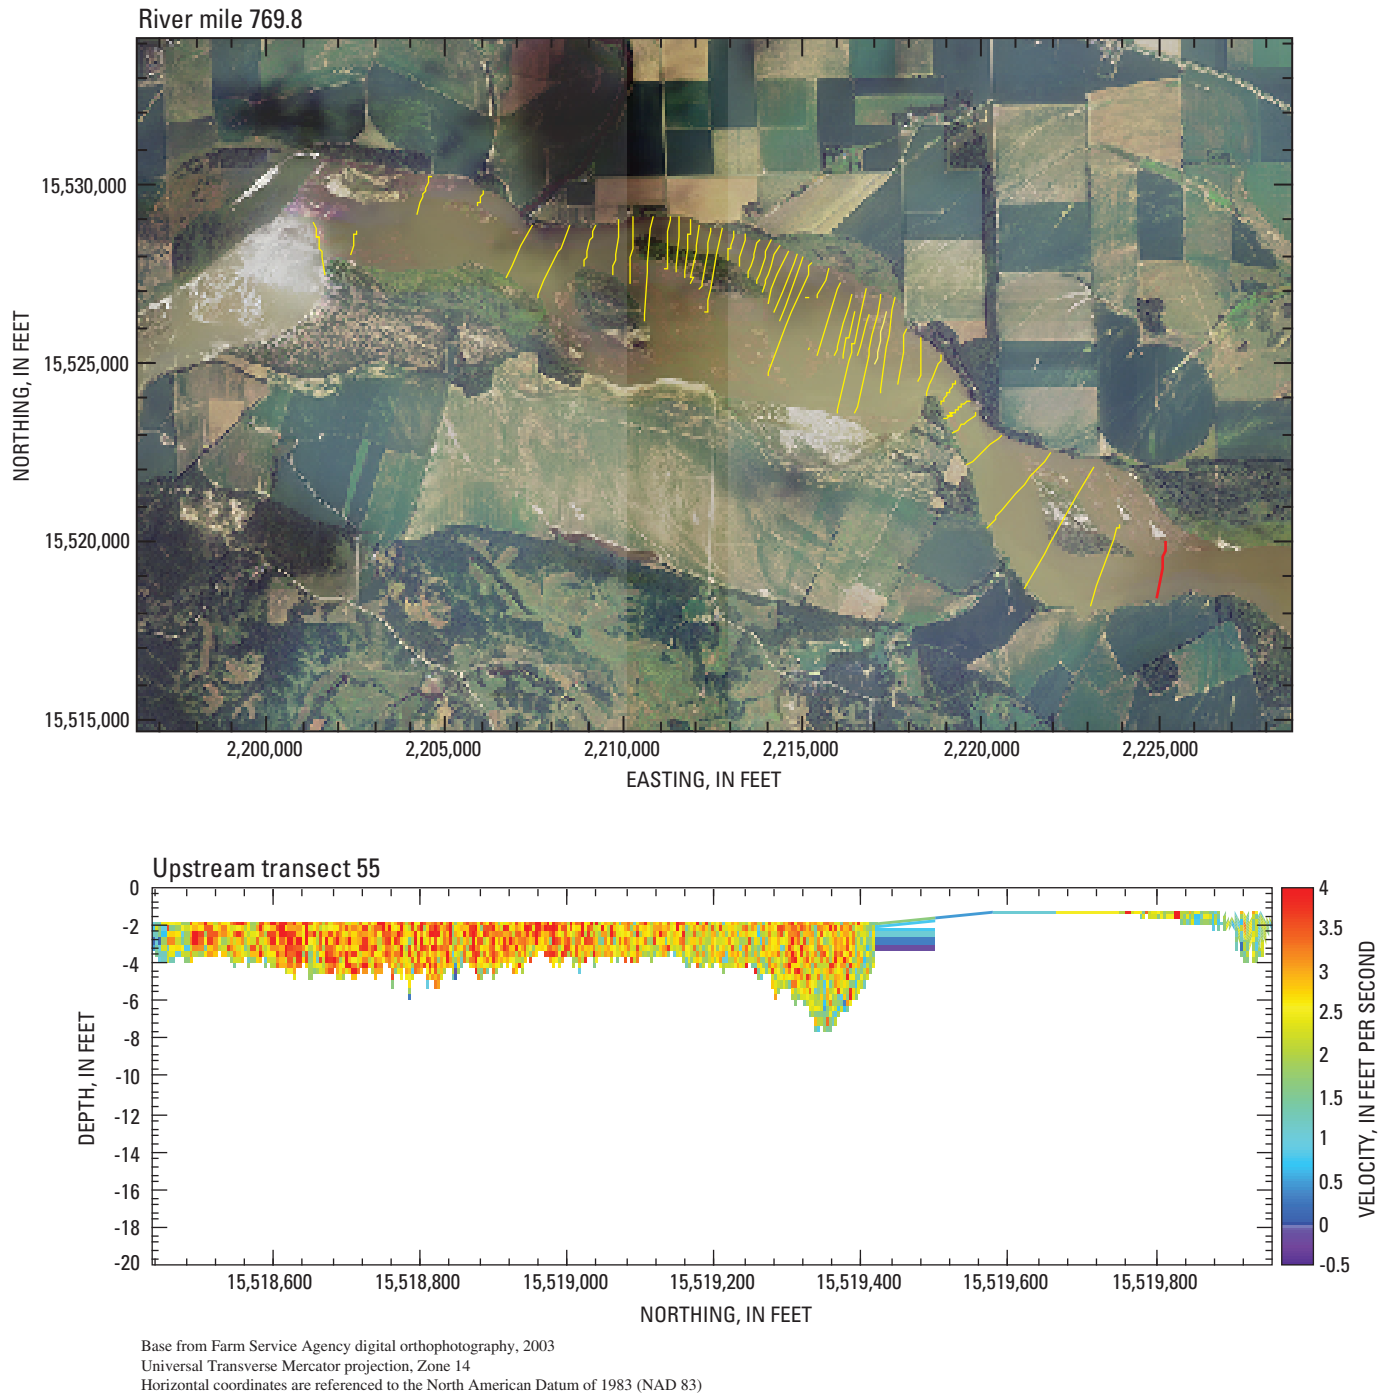 River mile 769.8
15,530,000
15,525,000
15,520,000
15,515,000
NORTHING, IN FEET
2,200,000 2,205,000 2,210,000 2,215,000 2,220,000 2,225,000
EASTING, IN FEET
Upstream transect 55
0
-2
-4
-6
-8
-10
-12
-14
-16
-18
-20
DEPTH, IN FEET
15,518,600 15,518,800 15,519,000 15,519,200 15,519,400 15,519,600 15,519,800
NORTHING, IN FEET
4
3.5
3
2.5
2
1.5
1
0.5
0
-0.5
VELOCITY, IN FEET PER SECOND
Base from Farm Service Agency digital orthophotography, 2003
Universal Transverse Mercator projection, Zone 14
Horizontal coordinates are referenced to the North American Datum of 1983 (NAD 83)